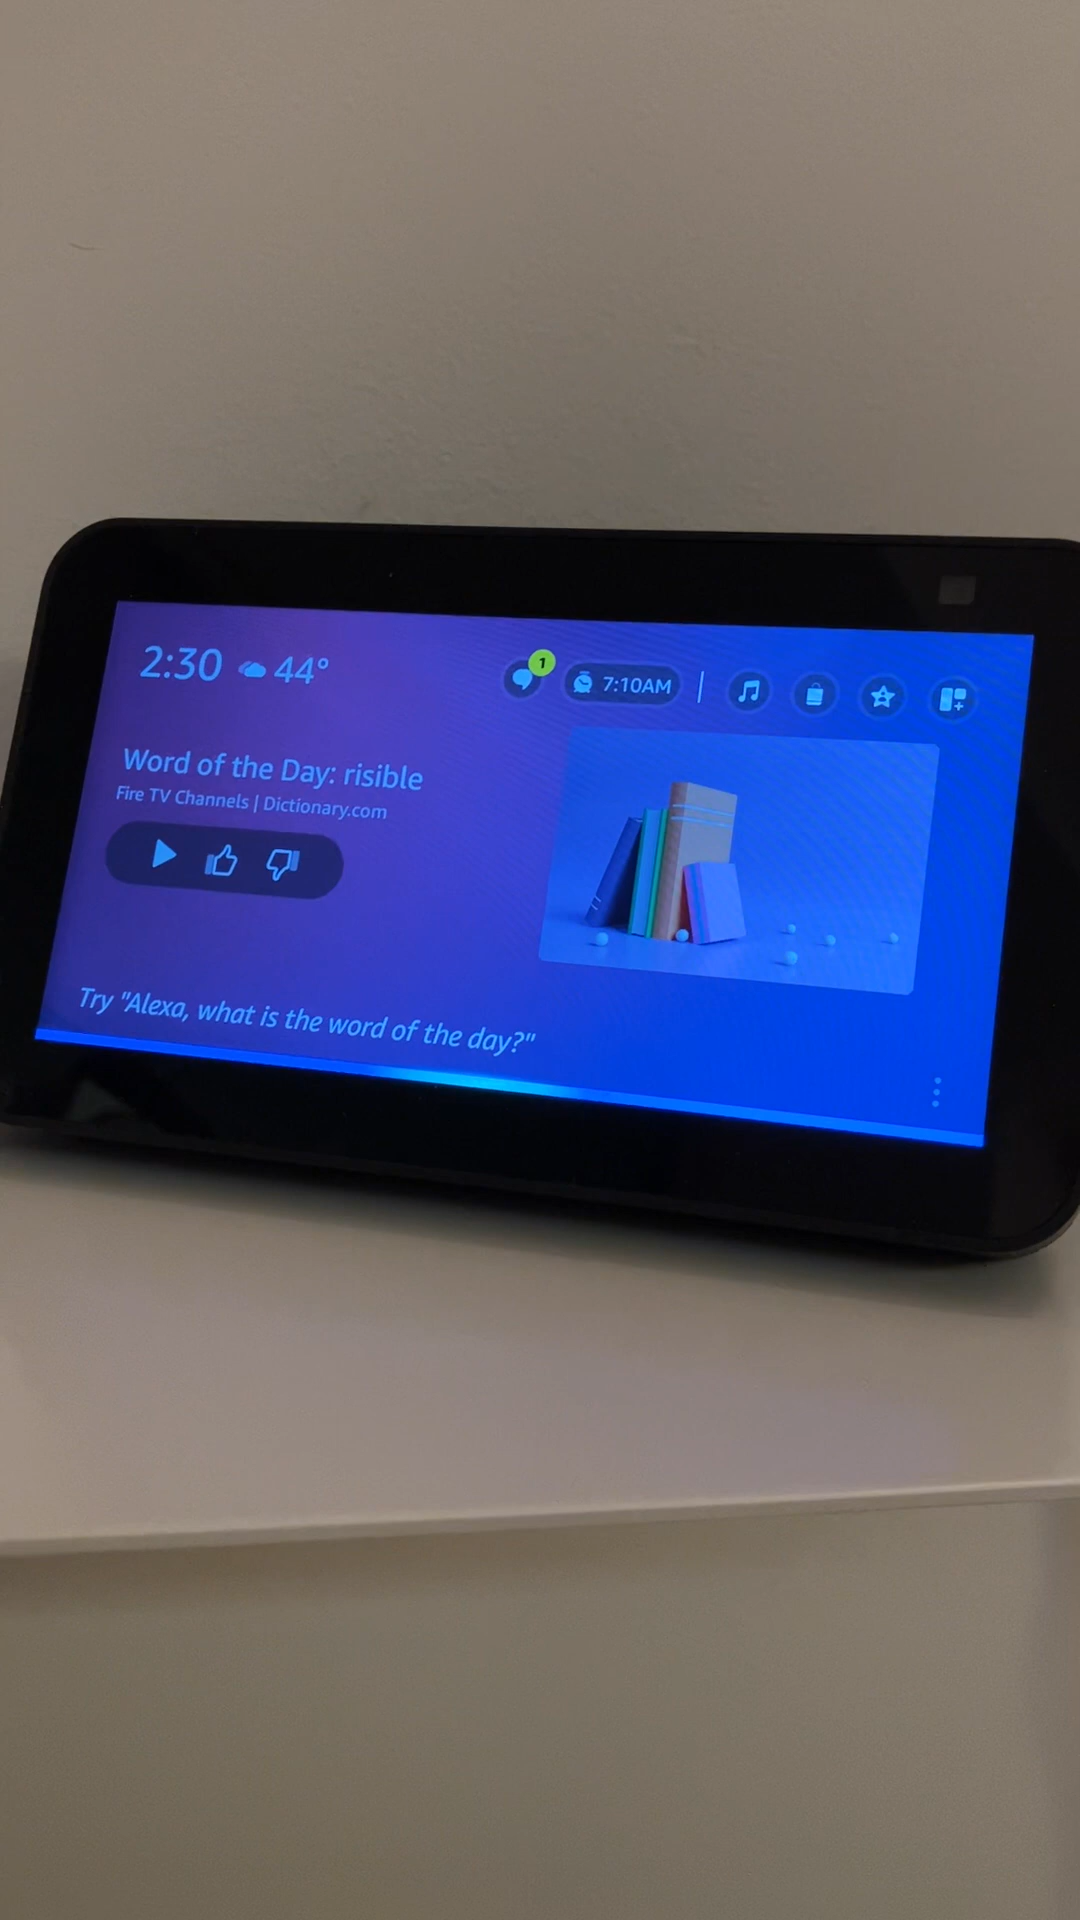 2:30 44°
1
7:10AM
Word of the Day: risible
Fire TV Channels | Dictionary.com
Try "Alexa, what is the word of the day?"